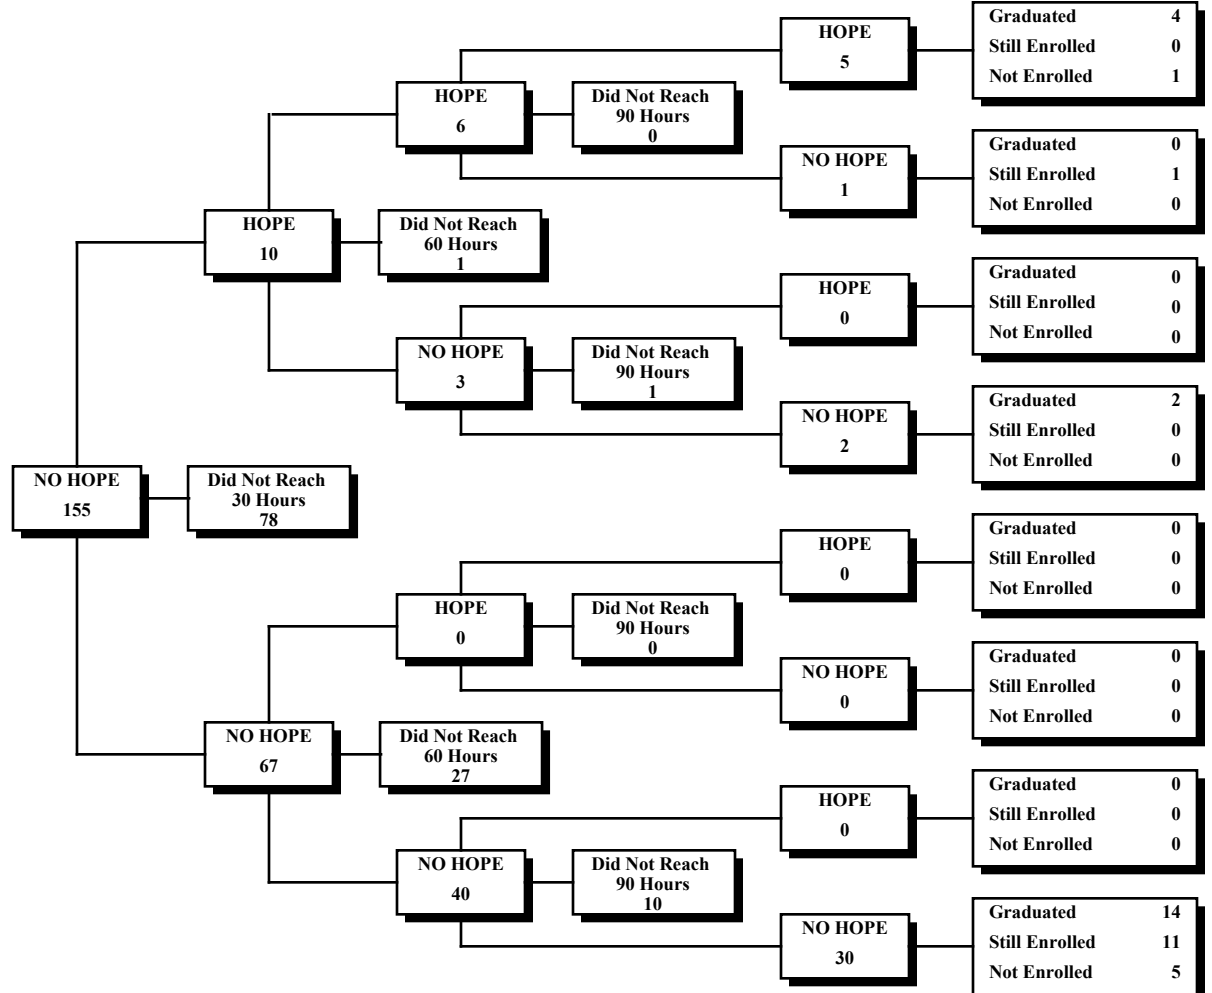 HOPE
5
Graduated 4
Still Enrolled 0
Not Enrolled 1
HOPE
6
Did Not Reach
90 Hours
0
NO HOPE
1
Graduated 0
Still Enrolled 1
Not Enrolled 0
HOPE
10
Did Not Reach
60 Hours
1
HOPE
0
Graduated 0
Still Enrolled 0
Not Enrolled 0
NO HOPE
3
Did Not Reach
90 Hours
1
NO HOPE
2
Graduated 2
Still Enrolled 0
Not Enrolled 0
NO HOPE
155
Did Not Reach
30 Hours
78
HOPE
0
Graduated 0
Still Enrolled 0
Not Enrolled 0
HOPE
0
Did Not Reach
90 Hours
0
NO HOPE
0
Graduated 0
Still Enrolled 0
Not Enrolled 0
NO HOPE
67
Did Not Reach
60 Hours
27
HOPE
0
Graduated 0
Still Enrolled 0
Not Enrolled 0
NO HOPE
40
Did Not Reach
90 Hours
10
NO HOPE
30
Graduated 14
Still Enrolled 11
Not Enrolled 5